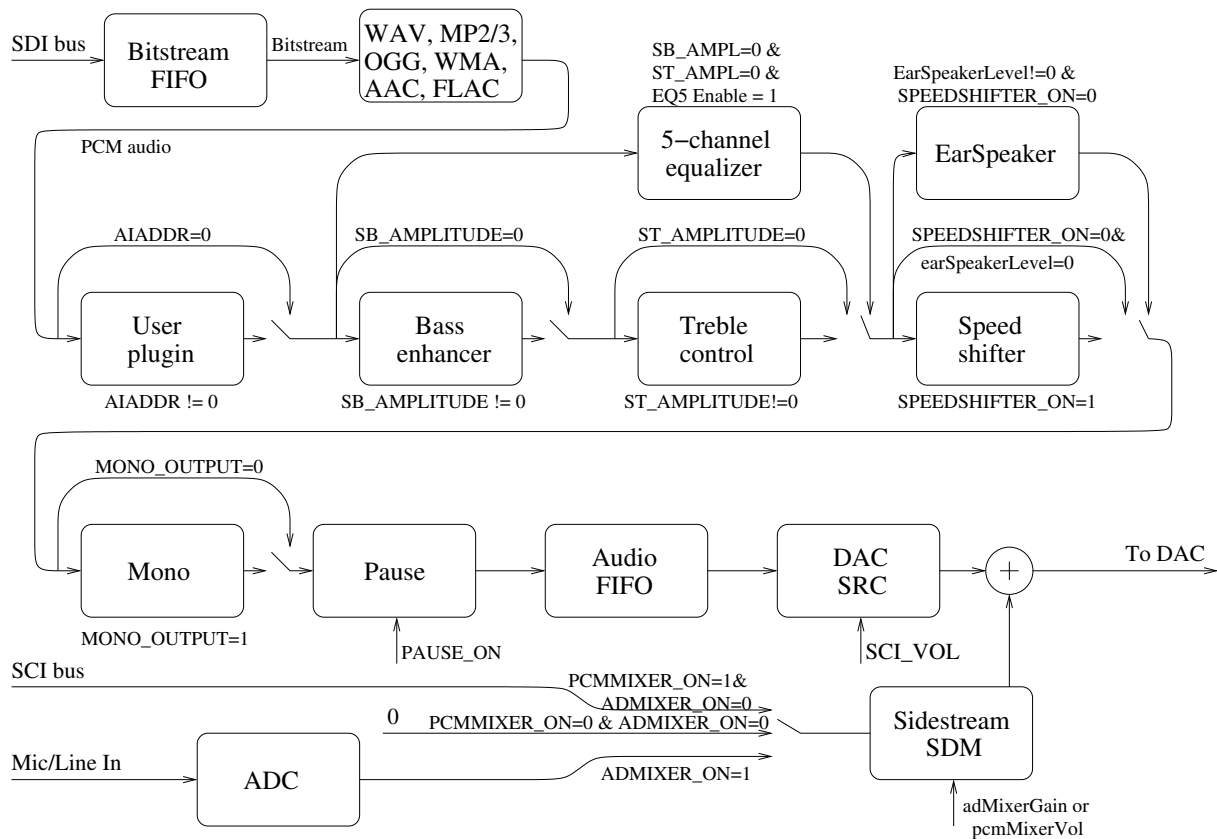 SDI bus
Bitstream
FIFO
Bitstream
WAV, MP2/3,
OGG, WMA,
AAC, FLAC
SB_AMPL=0 &
ST_AMPL=0 &
EQ5 Enable = 1
EarSpeakerLevel!=0 &
SPEEDSHIFTER_ON=0
PCM audio
5−channel
equalizer
EarSpeaker
AIADDR=0
SB_AMPLITUDE=0
ST_AMPLITUDE=0
SPEEDSHIFTER_ON=0&
earSpeakerLevel=0
User
plugin
Bass
enhancer
Treble
control
Speed
shifter
AIADDR != 0
SB_AMPLITUDE != 0
ST_AMPLITUDE!=0
SPEEDSHIFTER_ON=1
MONO_OUTPUT=0
Mono
Pause
Audio
FIFO
DAC
SRC
+
To DAC
MONO_OUTPUT=1
PAUSE_ON
SCI_VOL
SCI bus
PCMMIXER_ON=1&
ADMIXER_ON=0
0
PCMMIXER_ON=0 & ADMIXER_ON=0
Sidestream
SDM
Mic/Line In
ADC
ADMIXER_ON=1
adMixerGain or
pcmMixerVol